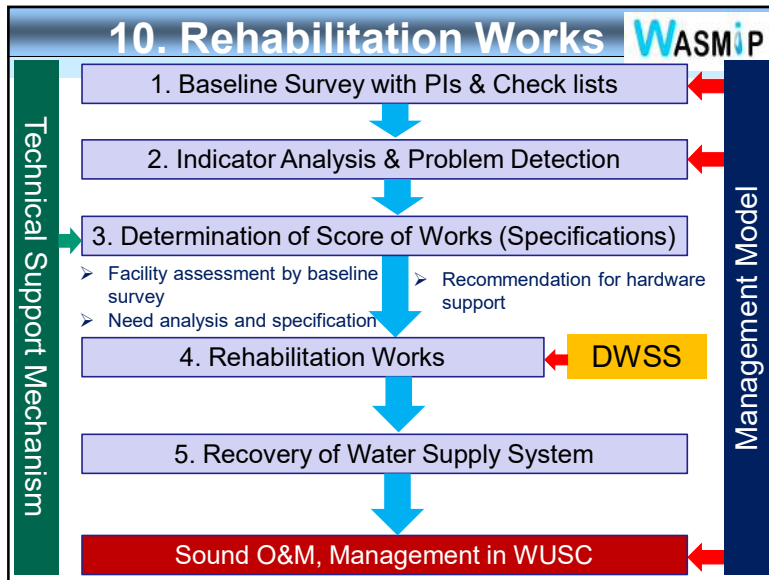 10. Rehabilitation Works
WASMiP
1. Baseline Survey with PIs & Check lists
2. Indicator Analysis & Problem Detection
3. Determination of Score of Works (Specifications)
➢ Facility assessment by baseline
survey
➢ Need analysis and specification
➢ Recommendation for hardware
support
4. Rehabilitation Works
DWSS
5. Recovery of Water Supply System
Sound O&M, Management in WUSC
Technical Support Mechanism
Management Model